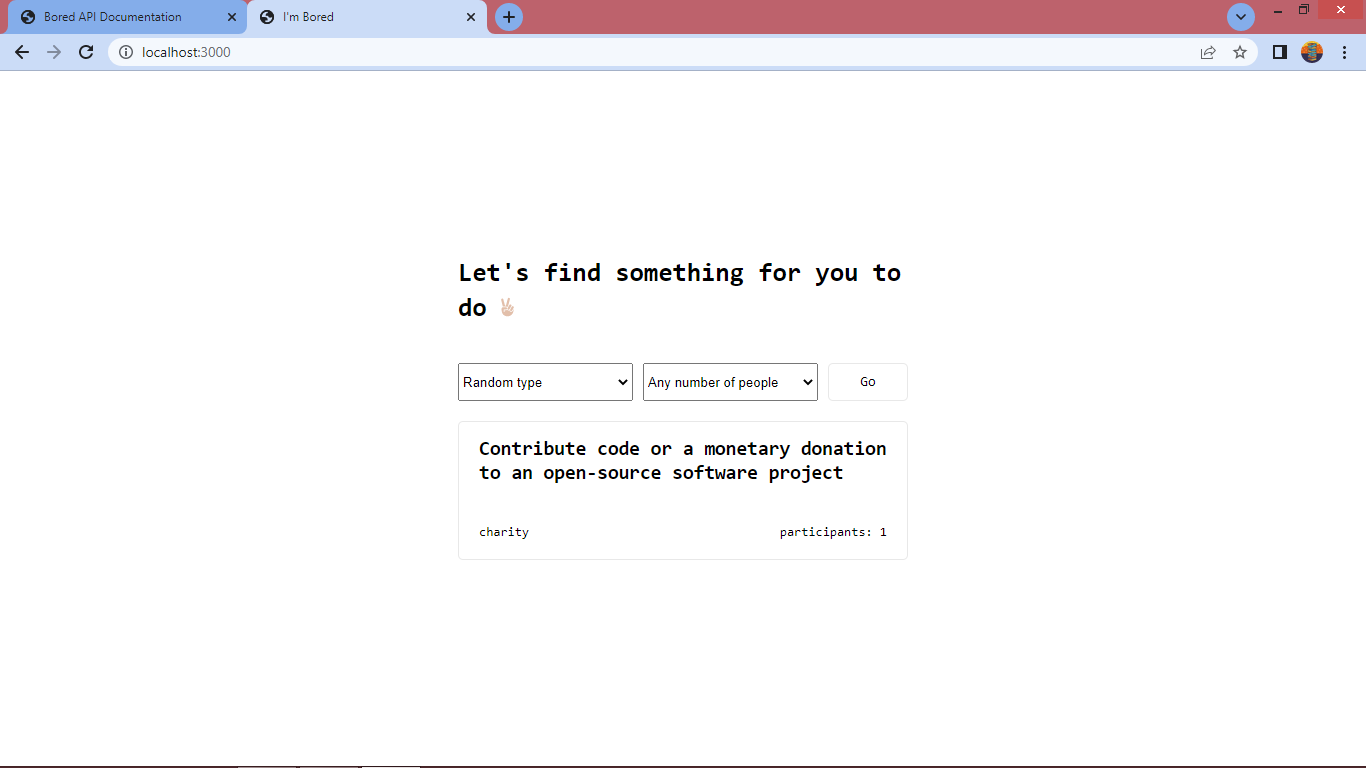 Bored API Documentation
I'm Bored
localhost:3000
Let's find something for you to
do ✌🏻
Random type
Any number of people
Go
Contribute code or a monetary donation
to an open-source software project
charity
participants: 1